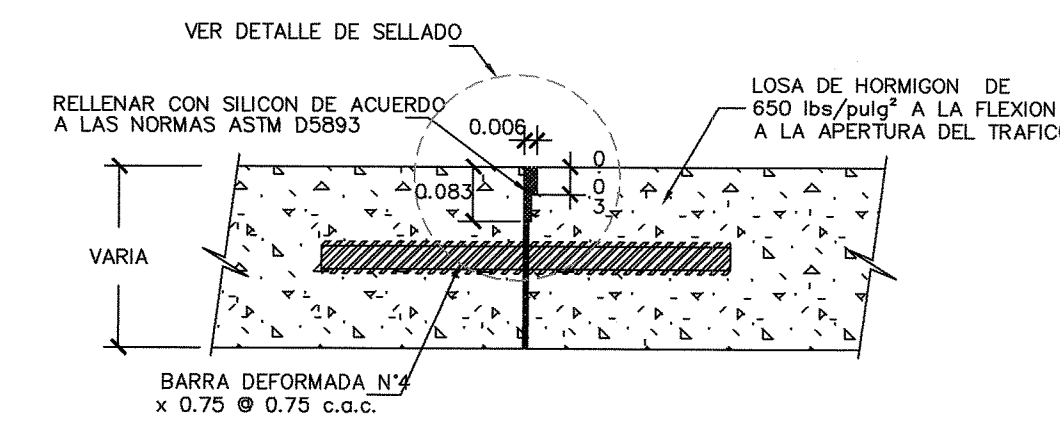 VER DETALLE DE SELLADO
RELLENAR CON SILICON DE ACUERDO
A LAS NORMAS ASTM D5893
LOSA DE HORMIGON DE
650 lbs/pulg² A LA FLEXION
A LA APERTURA DEL TRAFICO
0.006
0.03
0.083
VARIA
BARRA DEFORMADA N°4
x 0.75 @ 0.75 c.a.c.